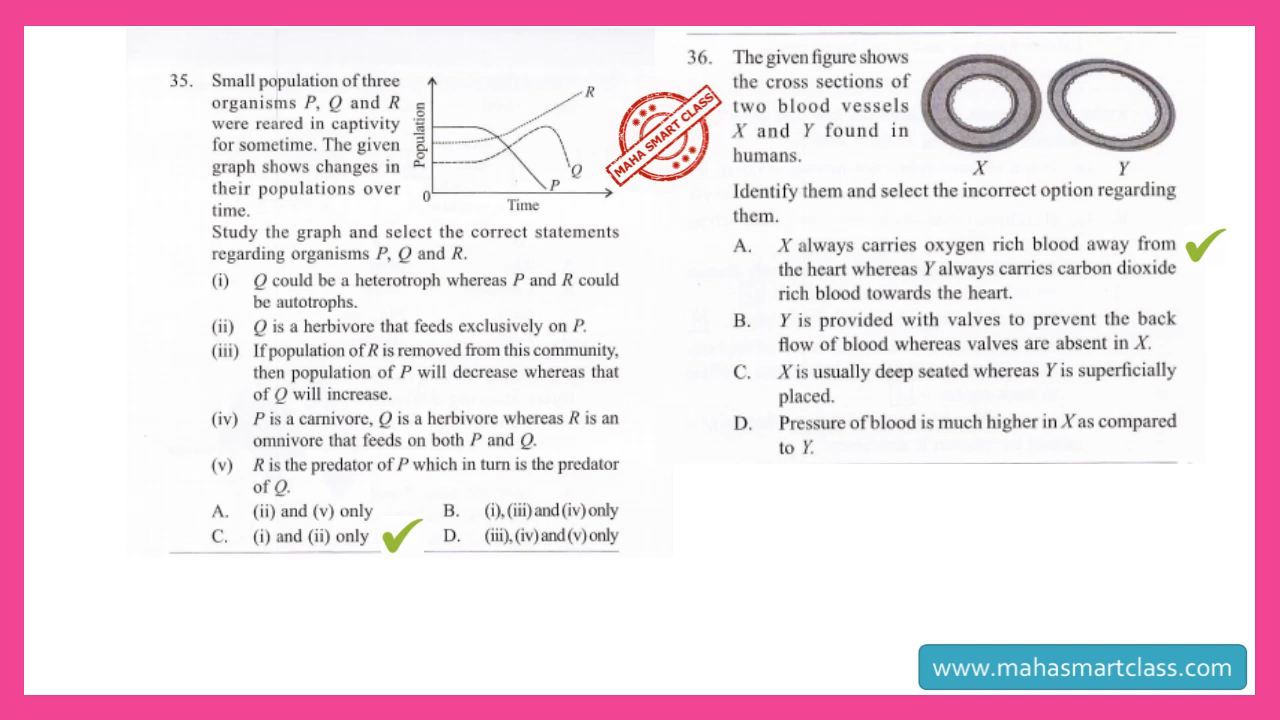 35. Small population of three
organisms P, Q and R
were reared in captivity
for sometime. The given
graph shows changes in
their populations over
time.
Population
R
Q
P
0
Time
Study the graph and select the correct statements
regarding organisms P, Q and R.
(i) Q could be a heterotroph whereas P and R could
be autotrophs.
(ii) Q is a herbivore that feeds exclusively on P.
(iii) If population of R is removed from this community,
then population of P will decrease whereas that
of Q will increase.
(iv) P is a carnivore, Q is a herbivore whereas R is an
omnivore that feeds on both P and Q.
(v) R is the predator of P which in turn is the predator
of Q.
A. (ii) and (v) only B. (i), (iii) and (iv) only
C. (i) and (ii) only D. (iii), (iv) and (v) only
MAHA SMART CLASS
36. The given figure shows
the cross sections of
two blood vessels
X and Y found in
humans.
X Y
Identify them and select the incorrect option regarding
them.
A. X always carries oxygen rich blood away from
the heart whereas Y always carries carbon dioxide
rich blood towards the heart.
B. Y is provided with valves to prevent the back
flow of blood whereas valves are absent in X.
C. X is usually deep seated whereas Y is superficially
placed.
D. Pressure of blood is much higher in X as compared
to Y.
www.mahasmartclass.com